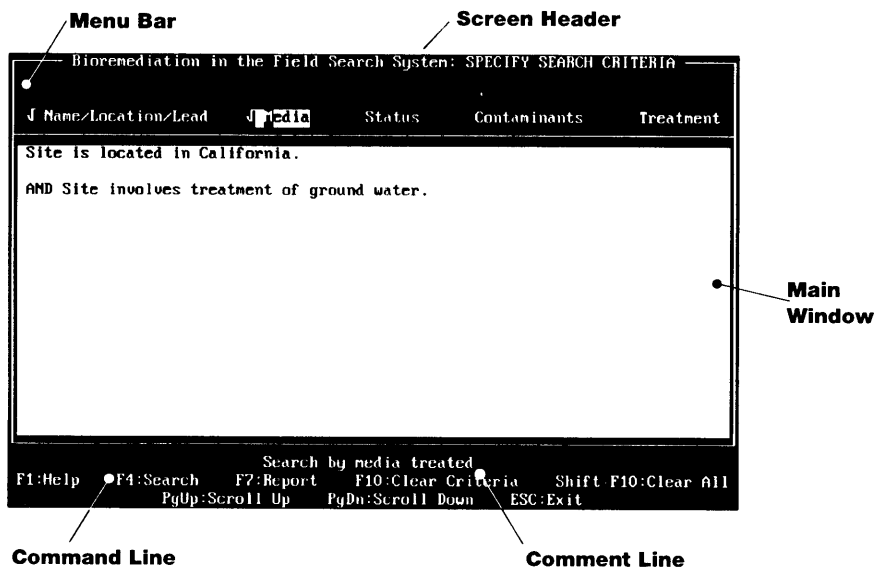 Menu Bar
Screen Header
Bioremediation in the Field Search System: SPECIFY SEARCH CRITERIA
√ Name/Location/Lead √ Media Status Contaminants Treatment
Site is located in California.
AND Site involves treatment of ground water.
Main
Window
Search by media treated
F1:Help F4:Search F7:Report F10:Clear Criteria Shift F10:Clear All
PgUp:Scroll Up PgDn:Scroll Down ESC:Exit
Command Line
Comment Line